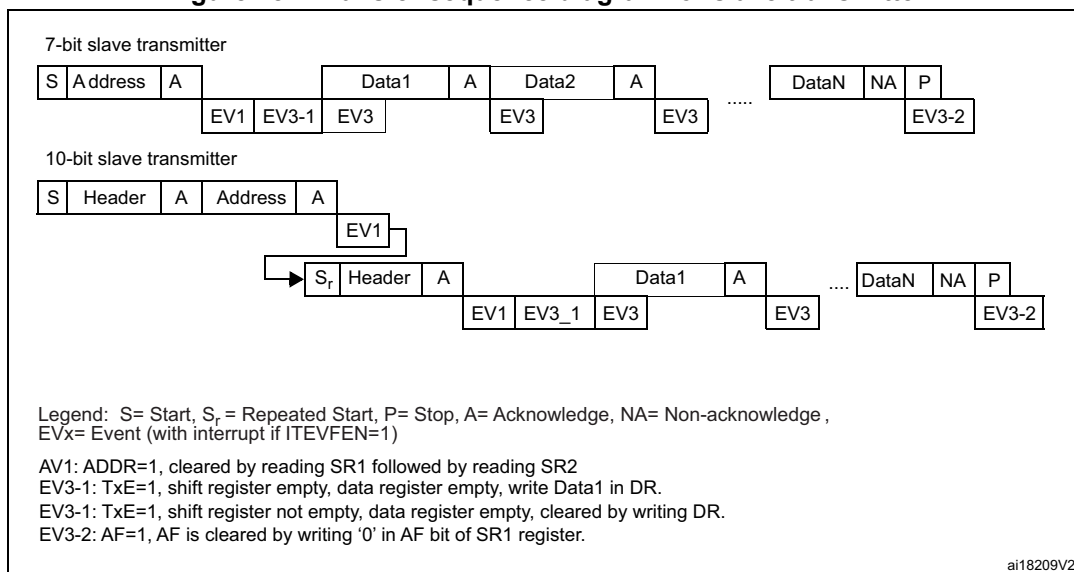 7-bit slave transmitter
S Address A Data1 A Data2 A ..... DataN NA P
EV1 EV3-1 EV3 EV3 EV3 EV3-2
10-bit slave transmitter
S Header A Address A
EV1
Sr Header A Data1 A .... DataN NA P
EV1 EV3_1 EV3 EV3 EV3-2
Legend: S= Start, Sr = Repeated Start, P= Stop, A= Acknowledge, NA= Non-acknowledge ,
EVx= Event (with interrupt if ITEVFEN=1)
AV1: ADDR=1, cleared by reading SR1 followed by reading SR2
EV3-1: TxE=1, shift register empty, data register empty, write Data1 in DR.
EV3-1: TxE=1, shift register not empty, data register empty, cleared by writing DR.
EV3-2: AF=1, AF is cleared by writing ‘0’ in AF bit of SR1 register.
ai18209V2